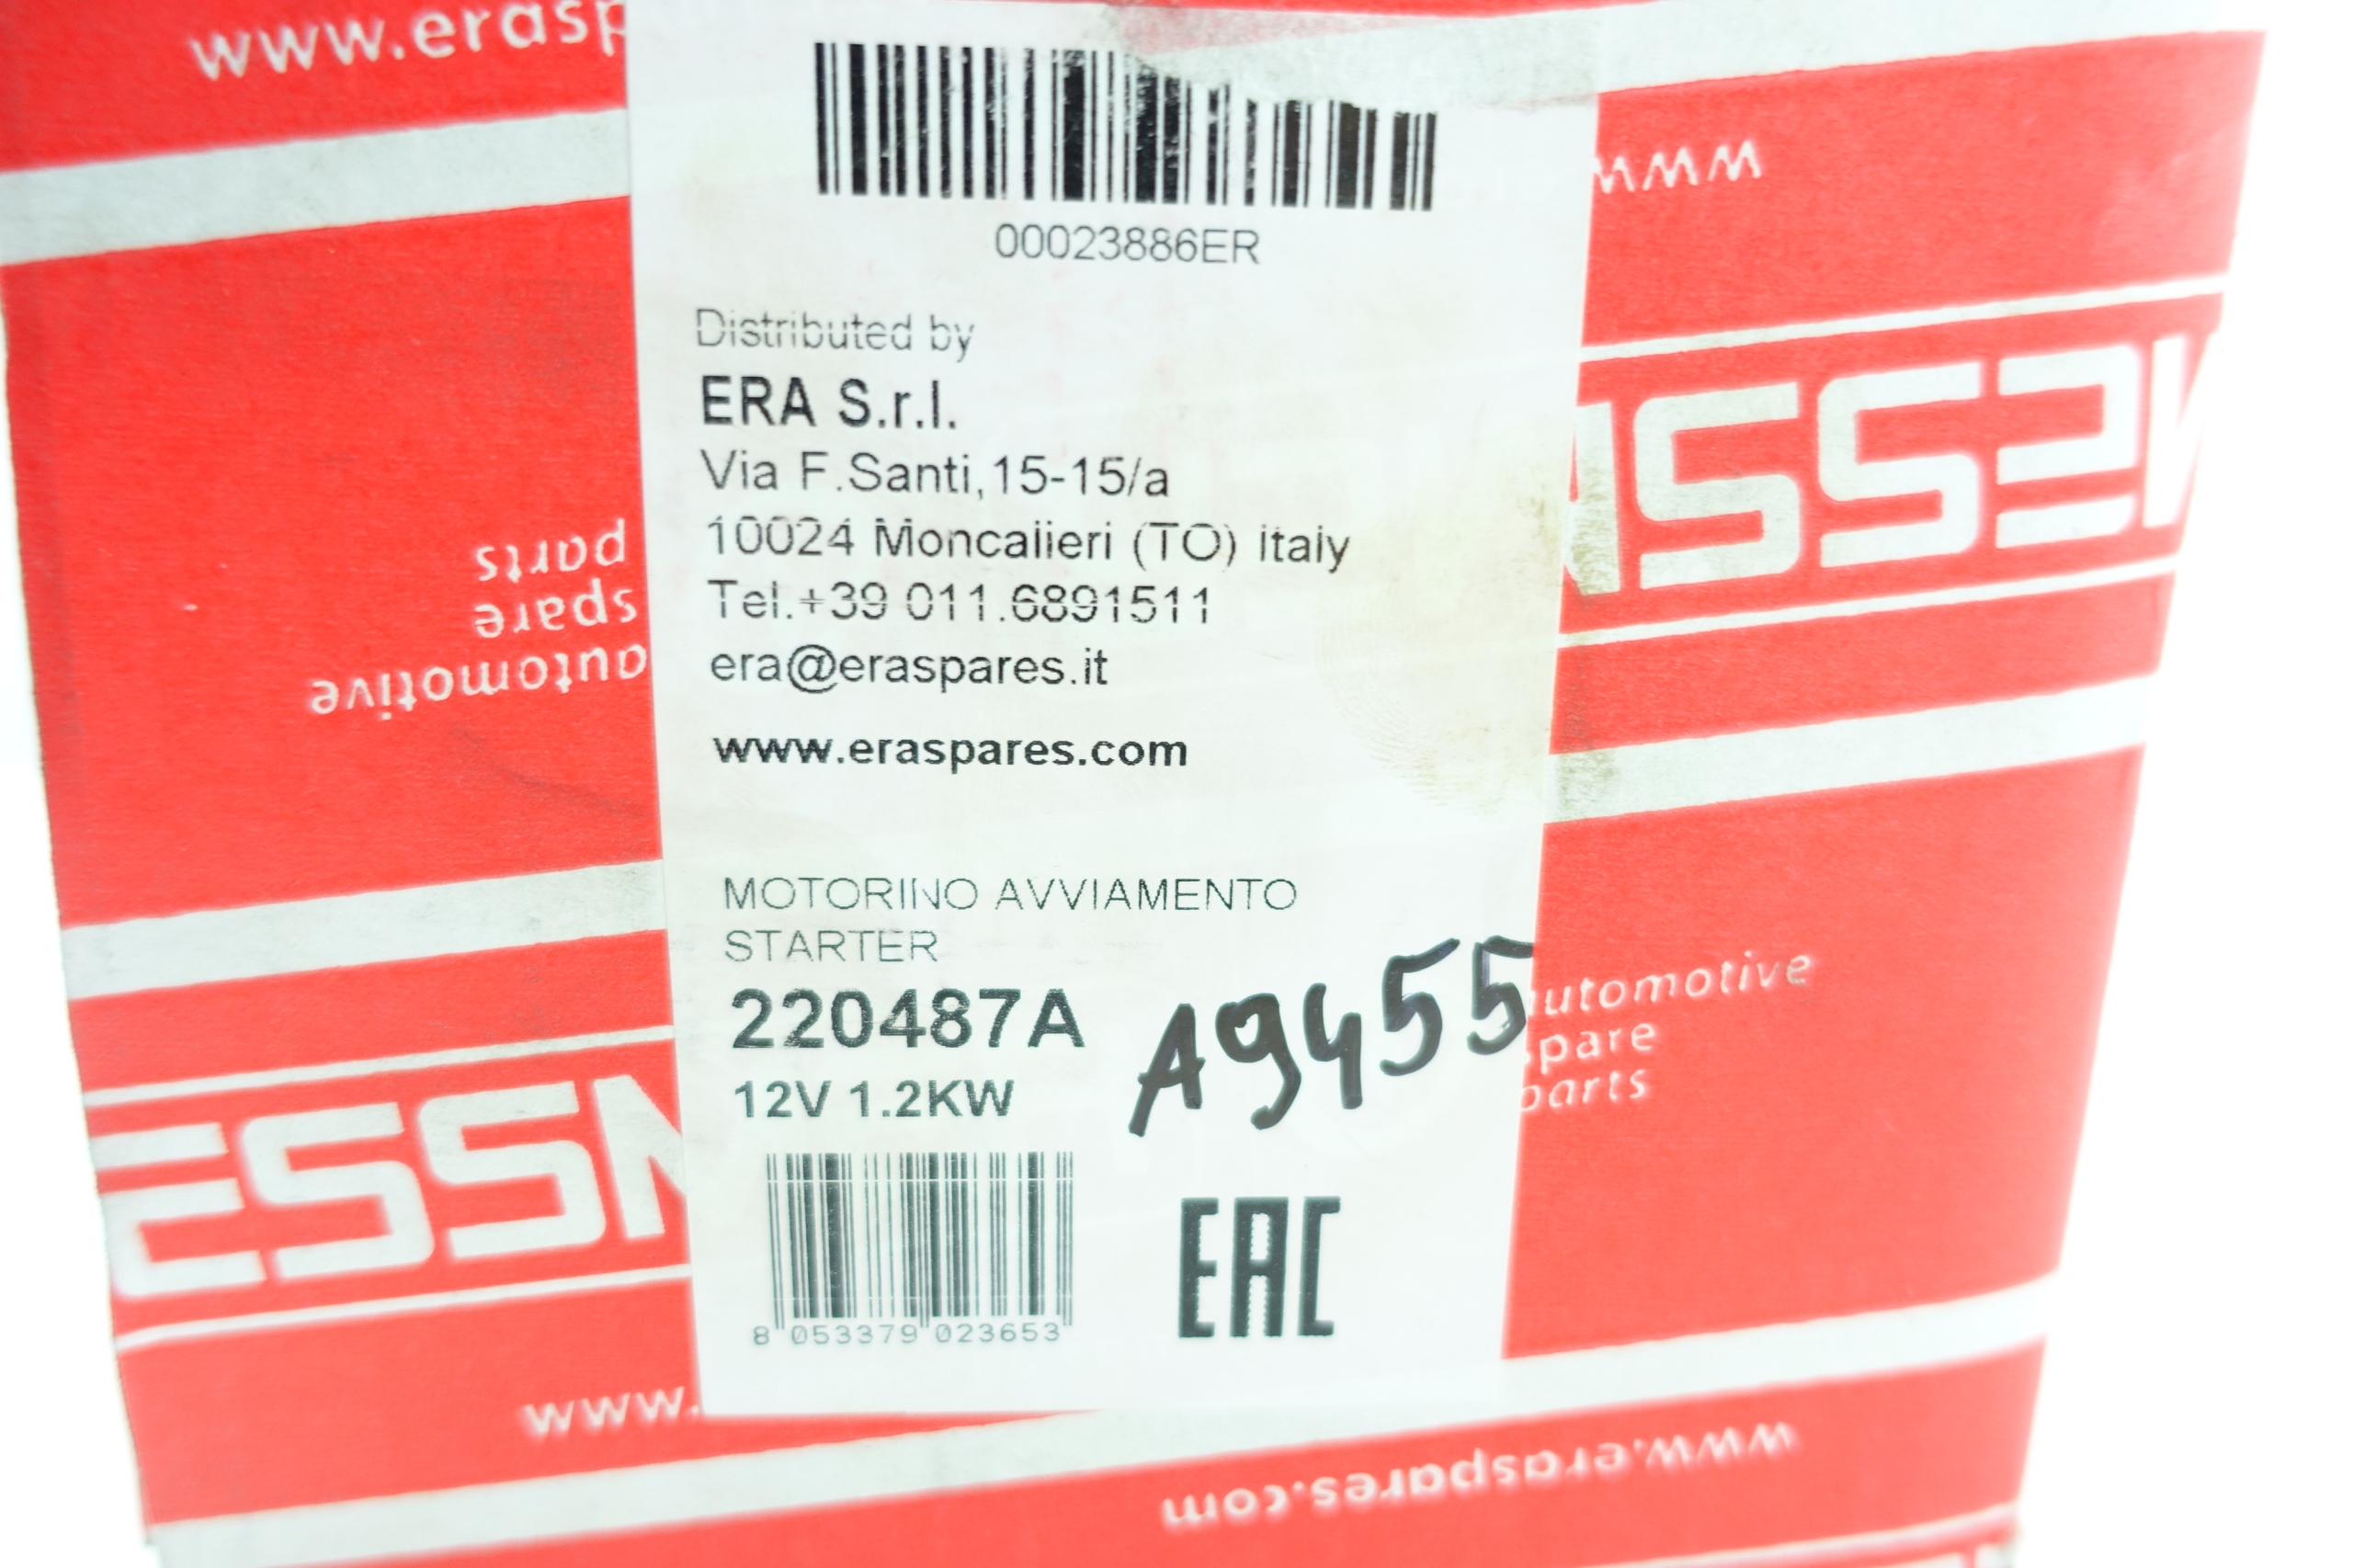 www.erasp
00023886ER
www
Distributed by
ERA S.r.l.
Via F.Santi,15-15/a
10024 Moncalieri (TO) Italy
Tel.+39 011.6891511
era@eraspares.it
www.eraspares.com
automotive
spare
parts
MOTORINO AVVIAMENTO
STARTER
220487A
12V 1.2KW
A9455
automotive
spare
parts
8 053379 023653
EAC
www.
www.eraspares.com